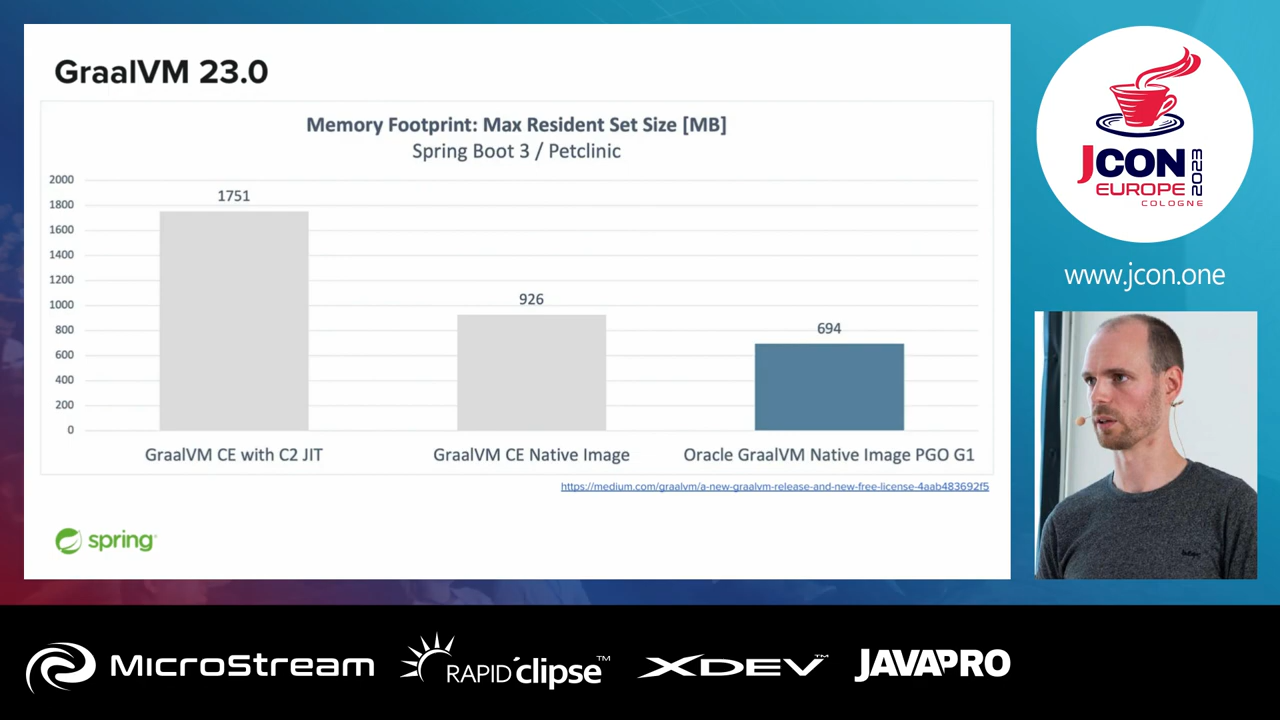 GraalVM 23.0
Memory Footprint: Max Resident Set Size [MB]
Spring Boot 3 / Petclinic
2000
1800
1600
1400
1200
1000
800
600
400
200
0
1751
926
694
GraalVM CE with C2 JIT
GraalVM CE Native Image
Oracle GraalVM Native Image PGO G1
https://medium.com/graalvm/a-new-graalvm-release-and-new-free-license-4aab483692f5
spring
JCON
EUROPE
2023
COLOGNE
www.jcon.one
MicroStream
RAPIDclipse™
XDEV™
JAVAPRO